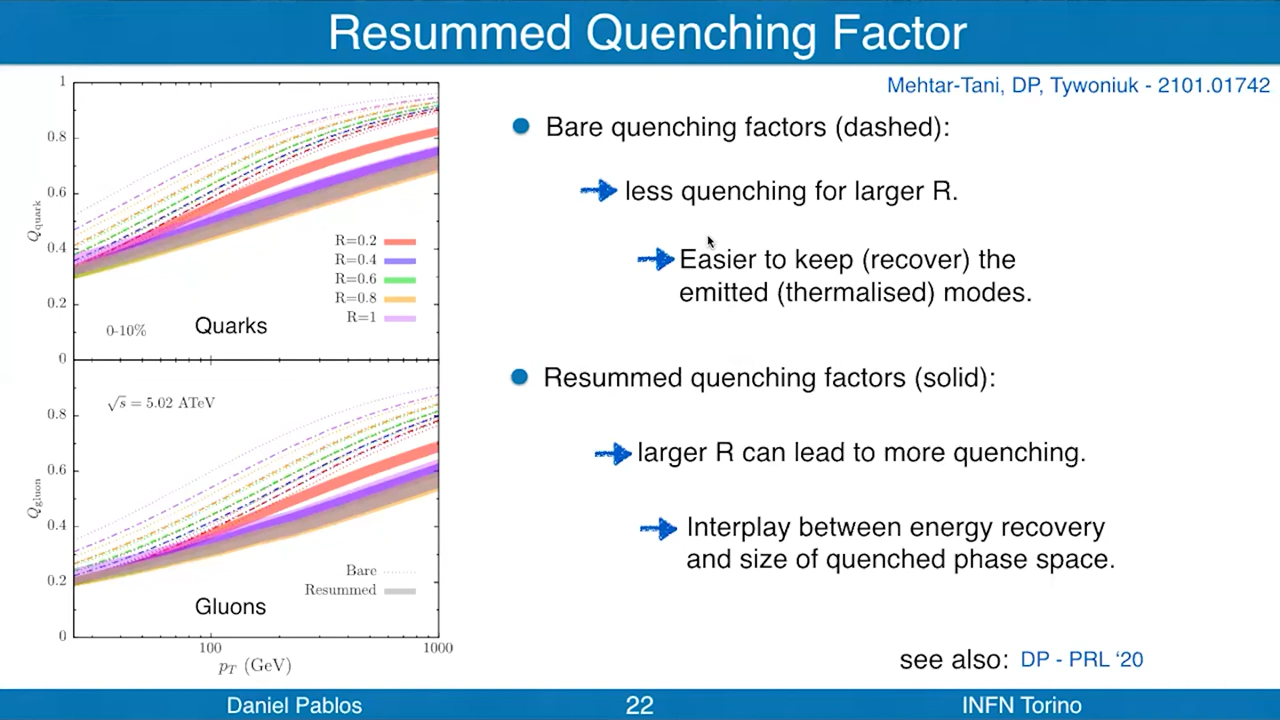 Resummed Quenching Factor
Mehtar-Tani, DP, Tywoniuk - 2101.01742
1
0.8
0.6
0.4
0.2
0
Q_quark
R=0.2
R=0.4
R=0.6
R=0.8
R=1
0-10%
Quarks
√s = 5.02 ATeV
0.8
0.6
0.4
0.2
0
Q_gluon
Bare
Resummed
Gluons
100
1000
p_T (GeV)
Bare quenching factors (dashed):
less quenching for larger R.
Easier to keep (recover) the
emitted (thermalised) modes.
Resummed quenching factors (solid):
larger R can lead to more quenching.
Interplay between energy recovery
and size of quenched phase space.
see also: DP - PRL ‘20
Daniel Pablos
22
INFN Torino